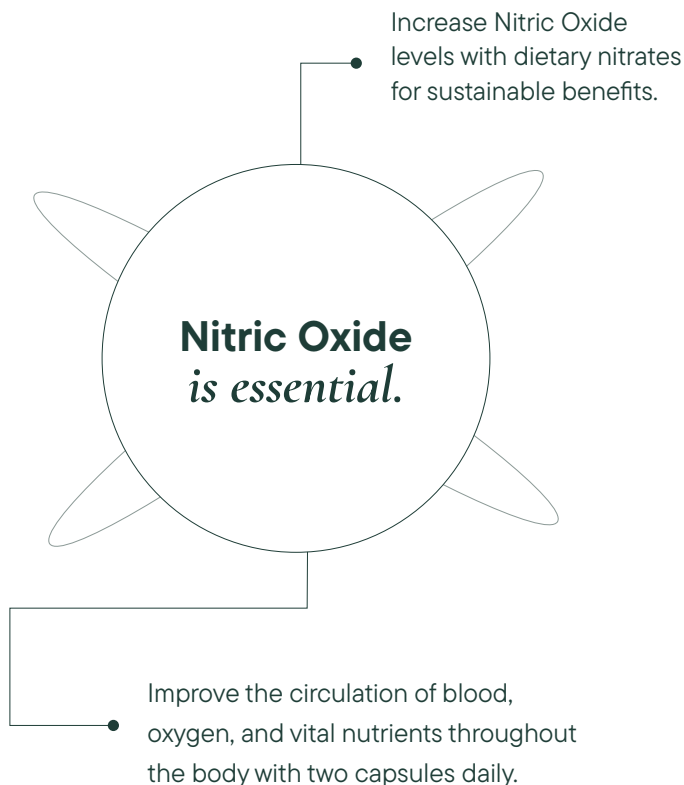 Increase Nitric Oxide
levels with dietary nitrates
for sustainable benefits.
Nitric Oxide
is essential.
Improve the circulation of blood,
oxygen, and vital nutrients throughout
the body with two capsules daily.